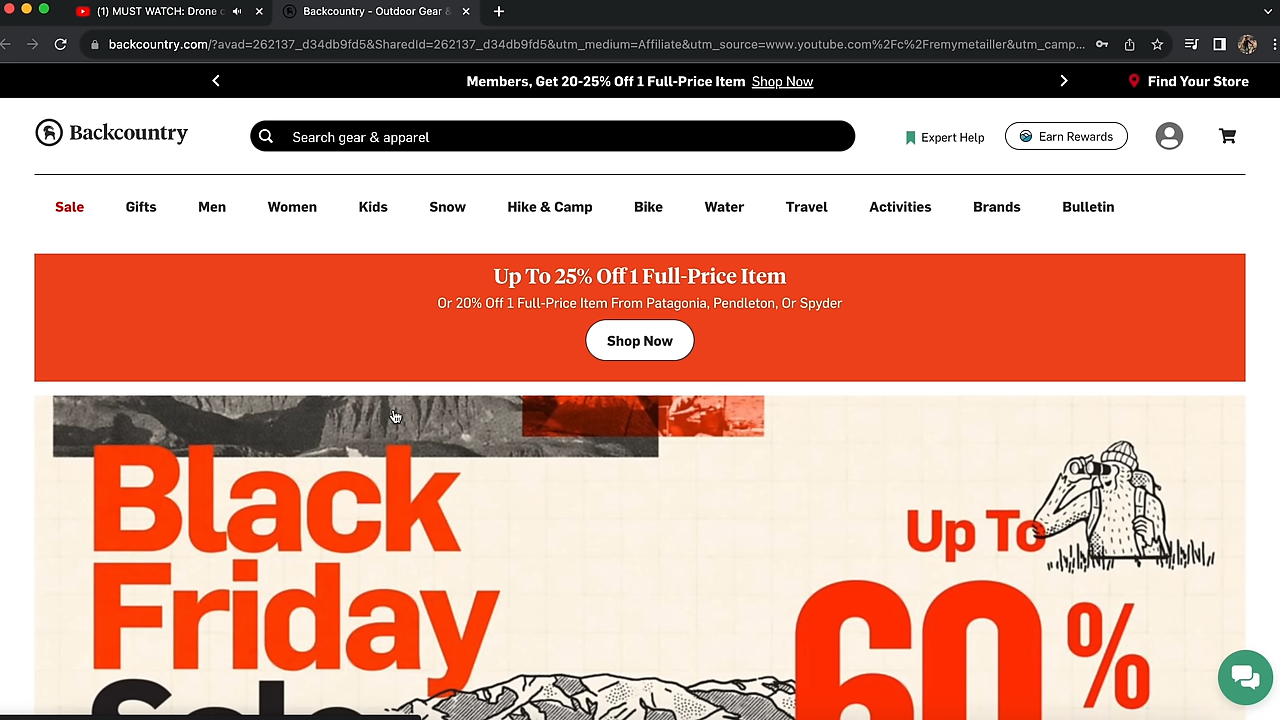 (1) MUST WATCH: Drone
Backcountry - Outdoor Gear &
backcountry.com/?avad=262137_d34db9fd5&SharedId=262137_d34db9fd5&utm_medium=Affiliate&utm_source=www.youtube.com%2Fc%2Fremymetailler&utm_camp...
Members, Get 20-25% Off 1 Full-Price Item Shop Now
Find Your Store
Backcountry
Search gear & apparel
Expert Help
Earn Rewards
Sale Gifts Men Women Kids Snow Hike & Camp Bike Water Travel Activities Brands Bulletin
Up To 25% Off 1 Full-Price Item
Or 20% Off 1 Full-Price Item From Patagonia, Pendleton, Or Spyder
Shop Now
Black
Friday
Sale
Up To
60%